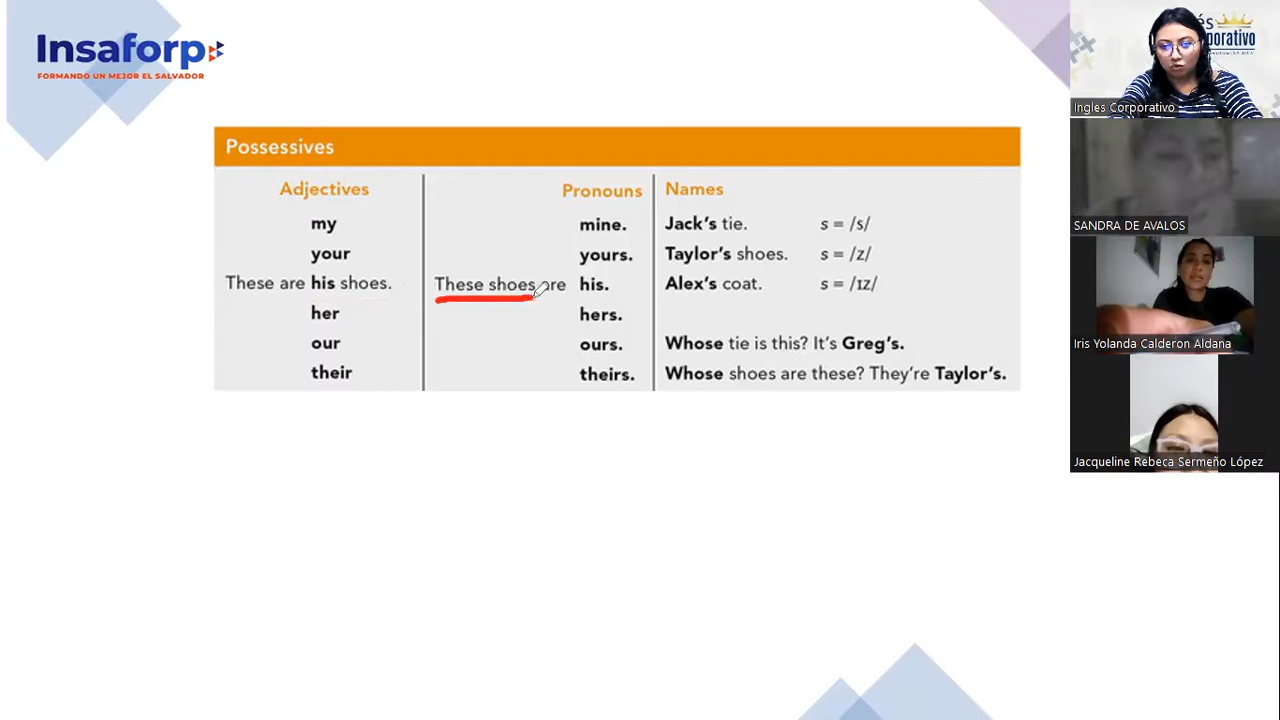 Insaforp
FORMANDO UN MEJOR EL SALVADOR
Possessives
Adjectives
my
your
These are his shoes.
her
our
their
Pronouns
mine.
yours.
These shoes are his.
hers.
ours.
theirs.
Names
Jack's tie. s = /s/
Taylor's shoes. s = /z/
Alex's coat. s = /ɪz/
Whose tie is this? It's Greg's.
Whose shoes are these? They're Taylor's.
Ingles Corporativo
SANDRA DE AVALOS
Iris Yolanda Calderon Aldana
Jacqueline Rebeca Sermeño López